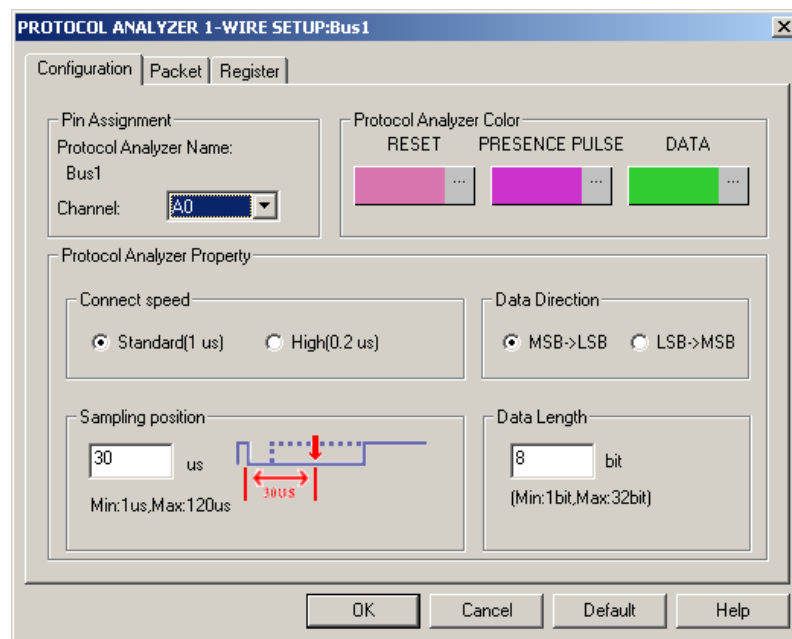 PROTOCOL ANALYZER 1-WIRE SETUP:Bus1
Configuration Packet Register
Pin Assignment
Protocol Analyzer Name:
Bus1
Channel: A0
Protocol Analyzer Color
RESET PRESENCE PULSE DATA
... ... ...
Protocol Analyzer Property
Connect speed
Standard(1 us) High(0.2 us)
Data Direction
MSB->LSB LSB->MSB
Sampling position
30 us
30US
Min:1us,Max:120us
Data Length
8 bit
(Min:1bit,Max:32bit)
OK Cancel Default Help